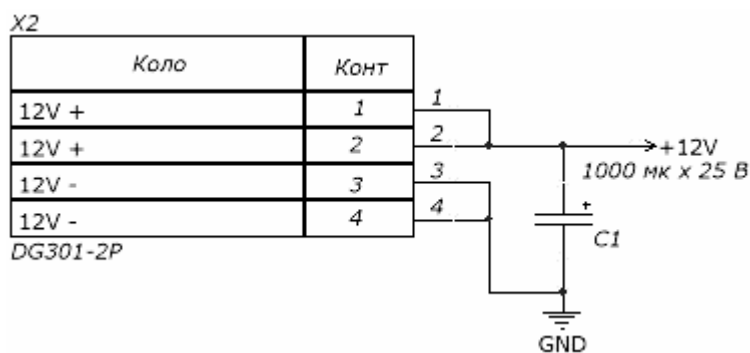 X2
Коло Конт
12V + 1 1
12V + 2 2
+12V
12V - 3 3
1000 мк x 25 В
12V - 4 4
+
C1
DG301-2P
GND